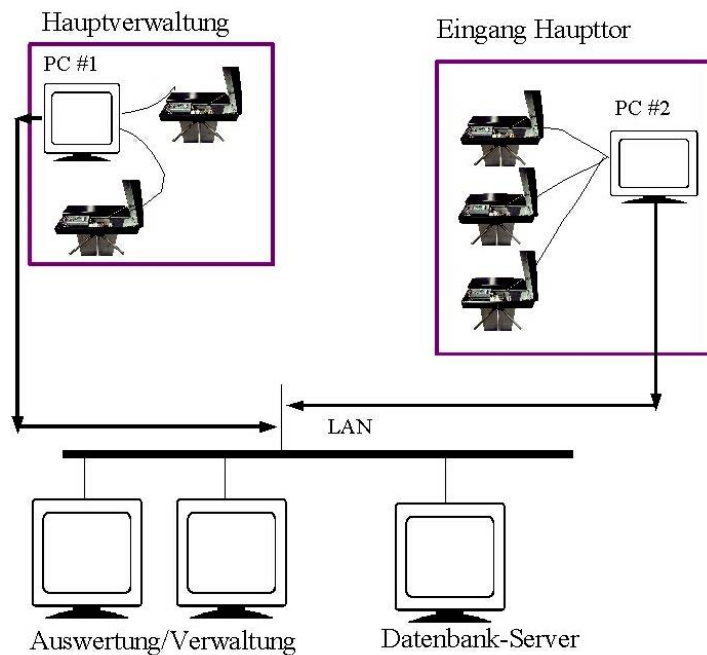 Hauptverwaltung
Eingang Haupttor
PC #1
PC #2
LAN
Auswertung/Verwaltung
Datenbank-Server